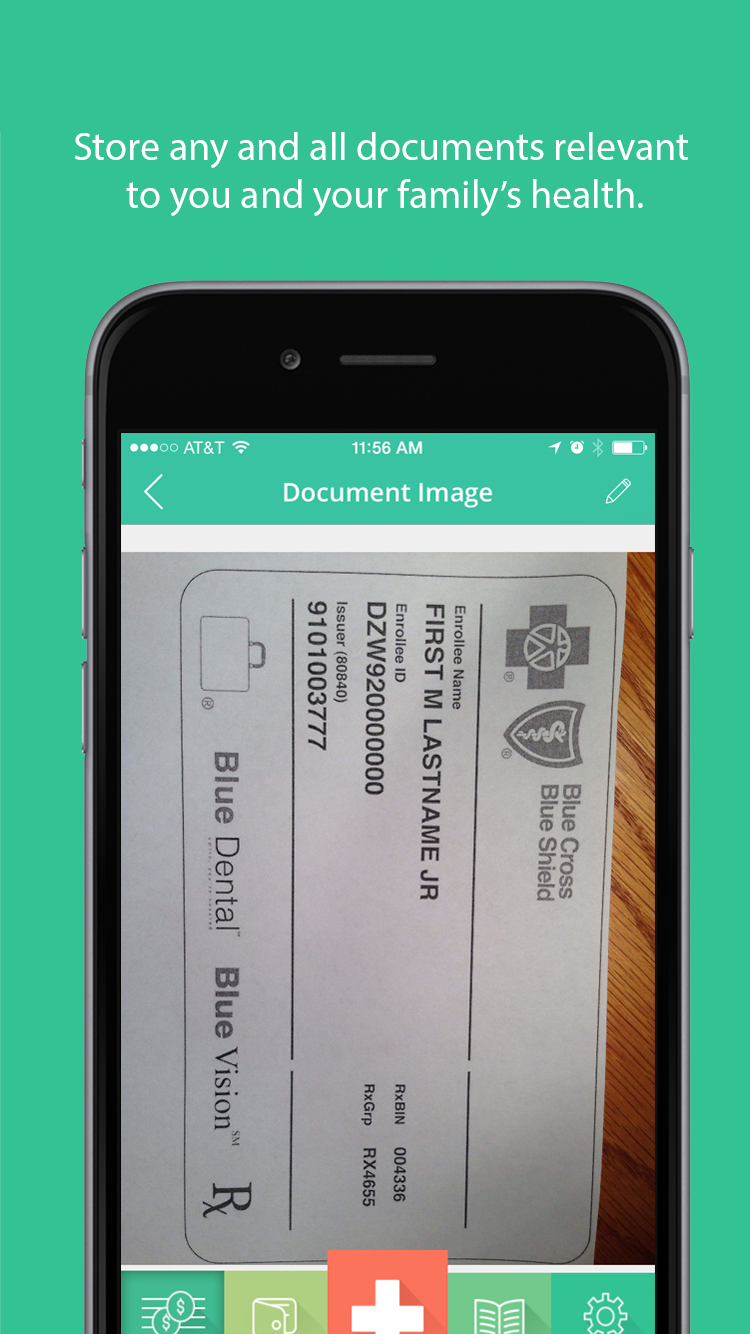 Store any and all documents relevant
to you and your family’s health.
AT&T
11:56 AM
Document Image
Blue Cross
Blue Shield
®
®
Enrollee Name
FIRST M LASTNAME JR
Enrollee ID
DZW920000000
Issuer (80840)
9101003777
RxBIN 004336
RxGrp RX4655
®
Blue Dental™
Blue Vision℠
Rx